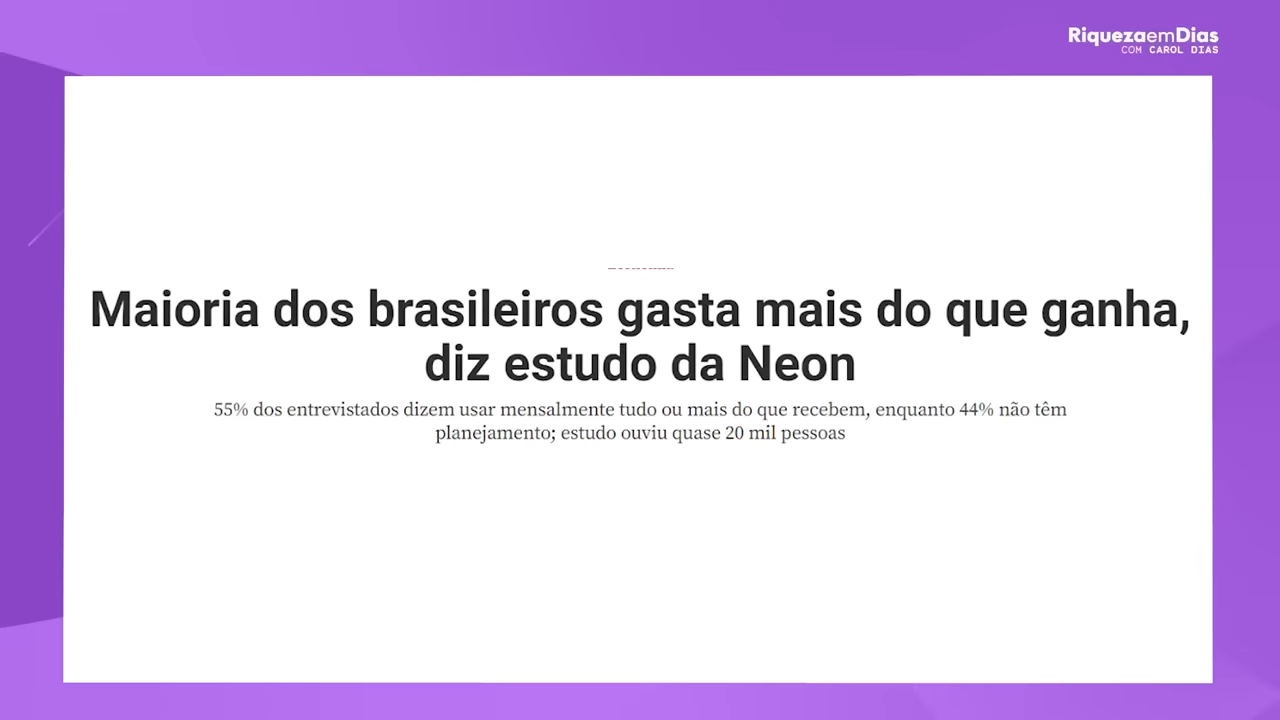 RiquezaemDias
COM CAROL DIAS
Maioria dos brasileiros gasta mais do que ganha,
diz estudo da Neon
55% dos entrevistados dizem usar mensalmente tudo ou mais do que recebem, enquanto 44% não têm
planejamento; estudo ouviu quase 20 mil pessoas